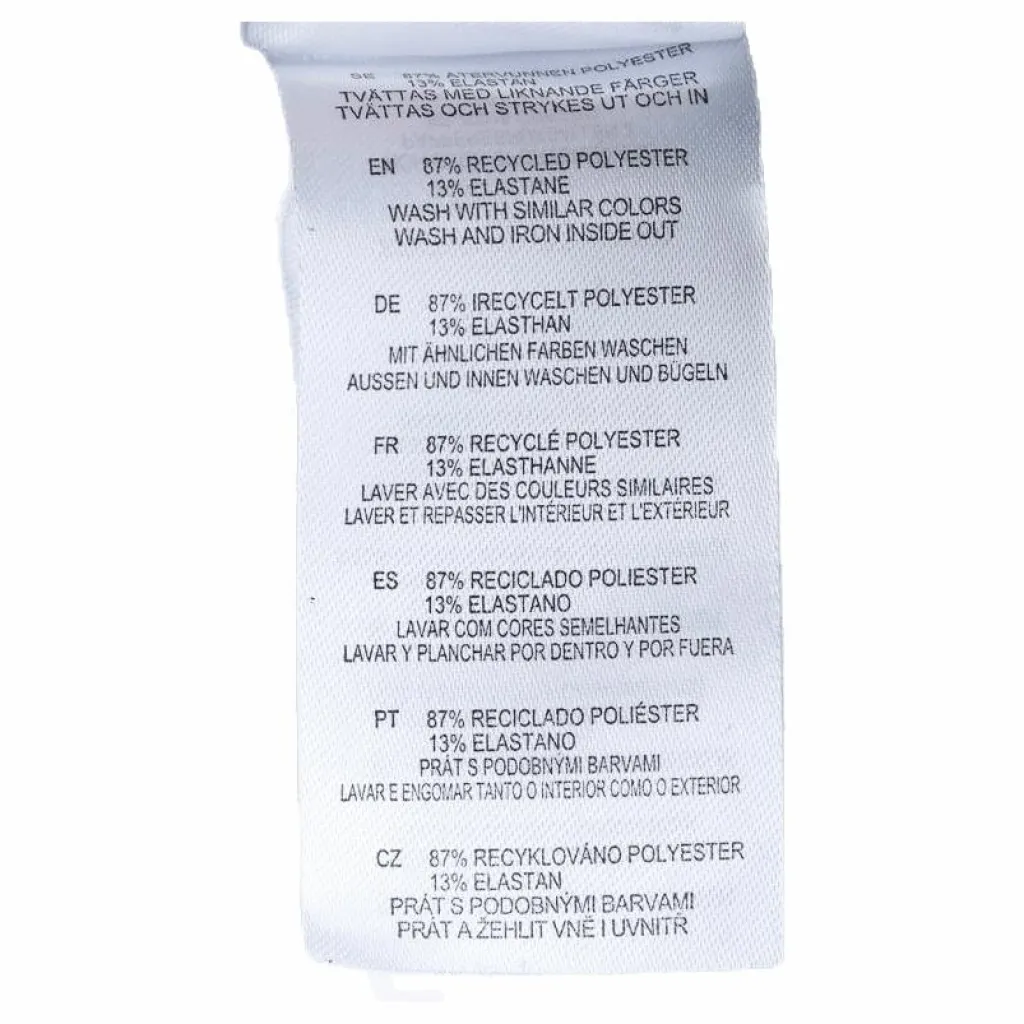 SE 87% ÅTERVUNNEN POLYESTER
13% ELASTAN
TVÄTTAS MED LIKNANDE FÄRGER
TVÄTTAS OCH STRYKES UT OCH IN
EN 87% RECYCLED POLYESTER
13% ELASTANE
WASH WITH SIMILAR COLORS
WASH AND IRON INSIDE OUT
DE 87% IRECYCELT POLYESTER
13% ELASTHAN
MIT ÄHNLICHEN FARBEN WASCHEN
AUSSEN UND INNEN WASCHEN UND BÜGELN
FR 87% RECYCLÉ POLYESTER
13% ELASTHANNE
LAVER AVEC DES COULEURS SIMILAIRES
LAVER ET REPASSER L'INTÉRIEUR ET L'EXTÉRIEUR
ES 87% RECICLADO POLIESTER
13% ELASTANO
LAVAR COM CORES SEMELHANTES
LAVAR Y PLANCHAR POR DENTRO Y POR FUERA
PT 87% RECICLADO POLIÉSTER
13% ELASTANO
PRÁT S PODOBNÝMI BARVAMI
LAVAR E ENGOMAR TANTO O INTERIOR COMO O EXTERIOR
CZ 87% RECYKLOVÁNO POLYESTER
13% ELASTAN
PRÁT S PODOBNÝMI BARVAMI
PRÁT A ŽEHLIT VNĚ I UVNITŘ